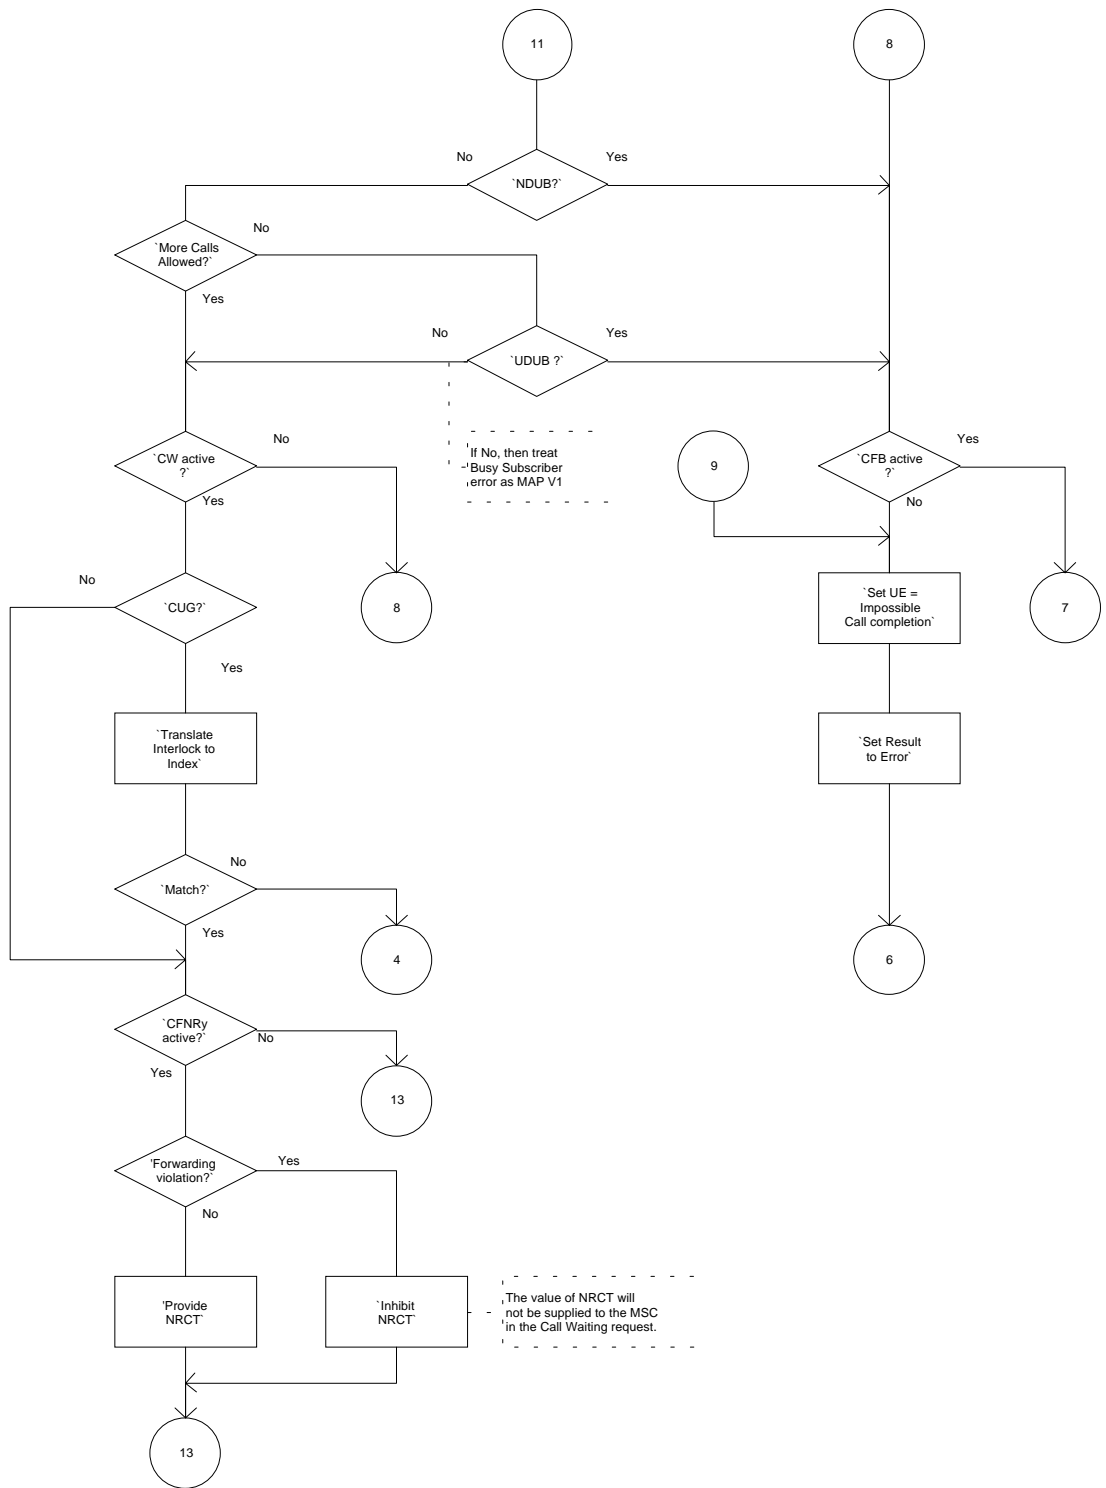 11
8
No
Yes
`NDUB?`
No
`More Calls
Allowed?`
Yes
No
Yes
`UDUB ?`
No
Yes
`CW active
?`
If No, then treat
Busy Subscriber
error as MAP V1
9
`CFB active
?`
Yes
No
No
`CUG?`
8
`Set UE =
Impossible
Call completion`
7
Yes
`Translate
Interlock to
Index`
`Set Result
to Error`
No
`Match?`
Yes
4
6
`CFNRy
active?`
No
Yes
13
'Forwarding
violation?`
Yes
No
'Provide
NRCT`
`Inhibit
NRCT`
The value of NRCT will
not be supplied to the MSC
in the Call Waiting request.
13